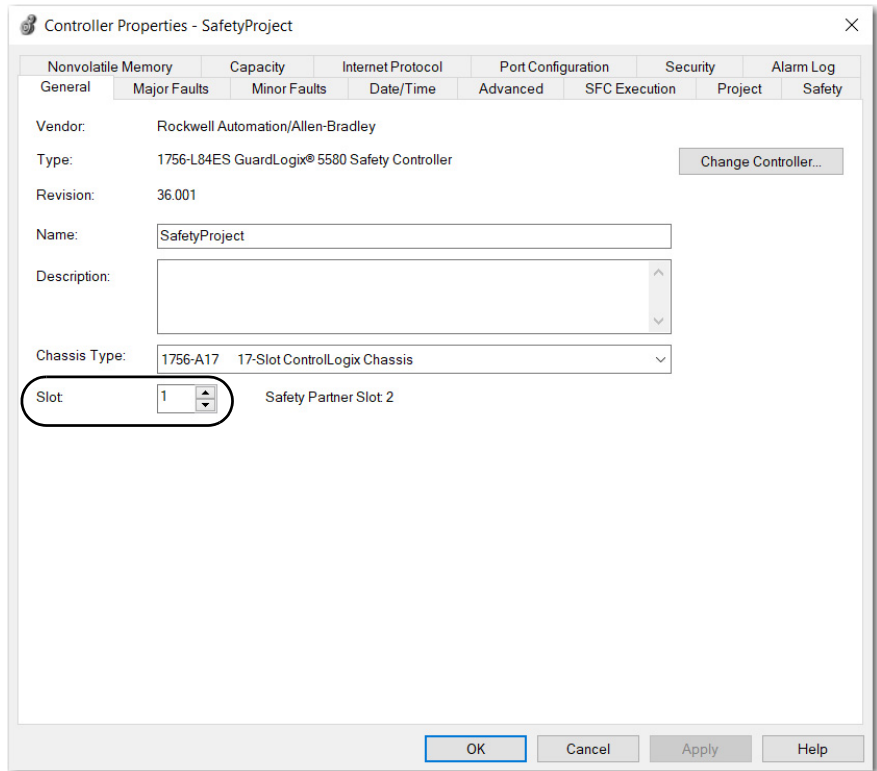 Controller Properties - SafetyProject
Nonvolatile Memory Capacity Internet Protocol Port Configuration Security Alarm Log
General Major Faults Minor Faults Date/Time Advanced SFC Execution Project Safety
Vendor: Rockwell Automation/Allen-Bradley
Type: 1756-L84ES GuardLogix® 5580 Safety Controller Change Controller...
Revision: 36.001
Name: SafetyProject
Description:
Chassis Type: 1756-A17 17-Slot ControlLogix Chassis
Slot: 1 Safety Partner Slot: 2
OK Cancel Apply Help